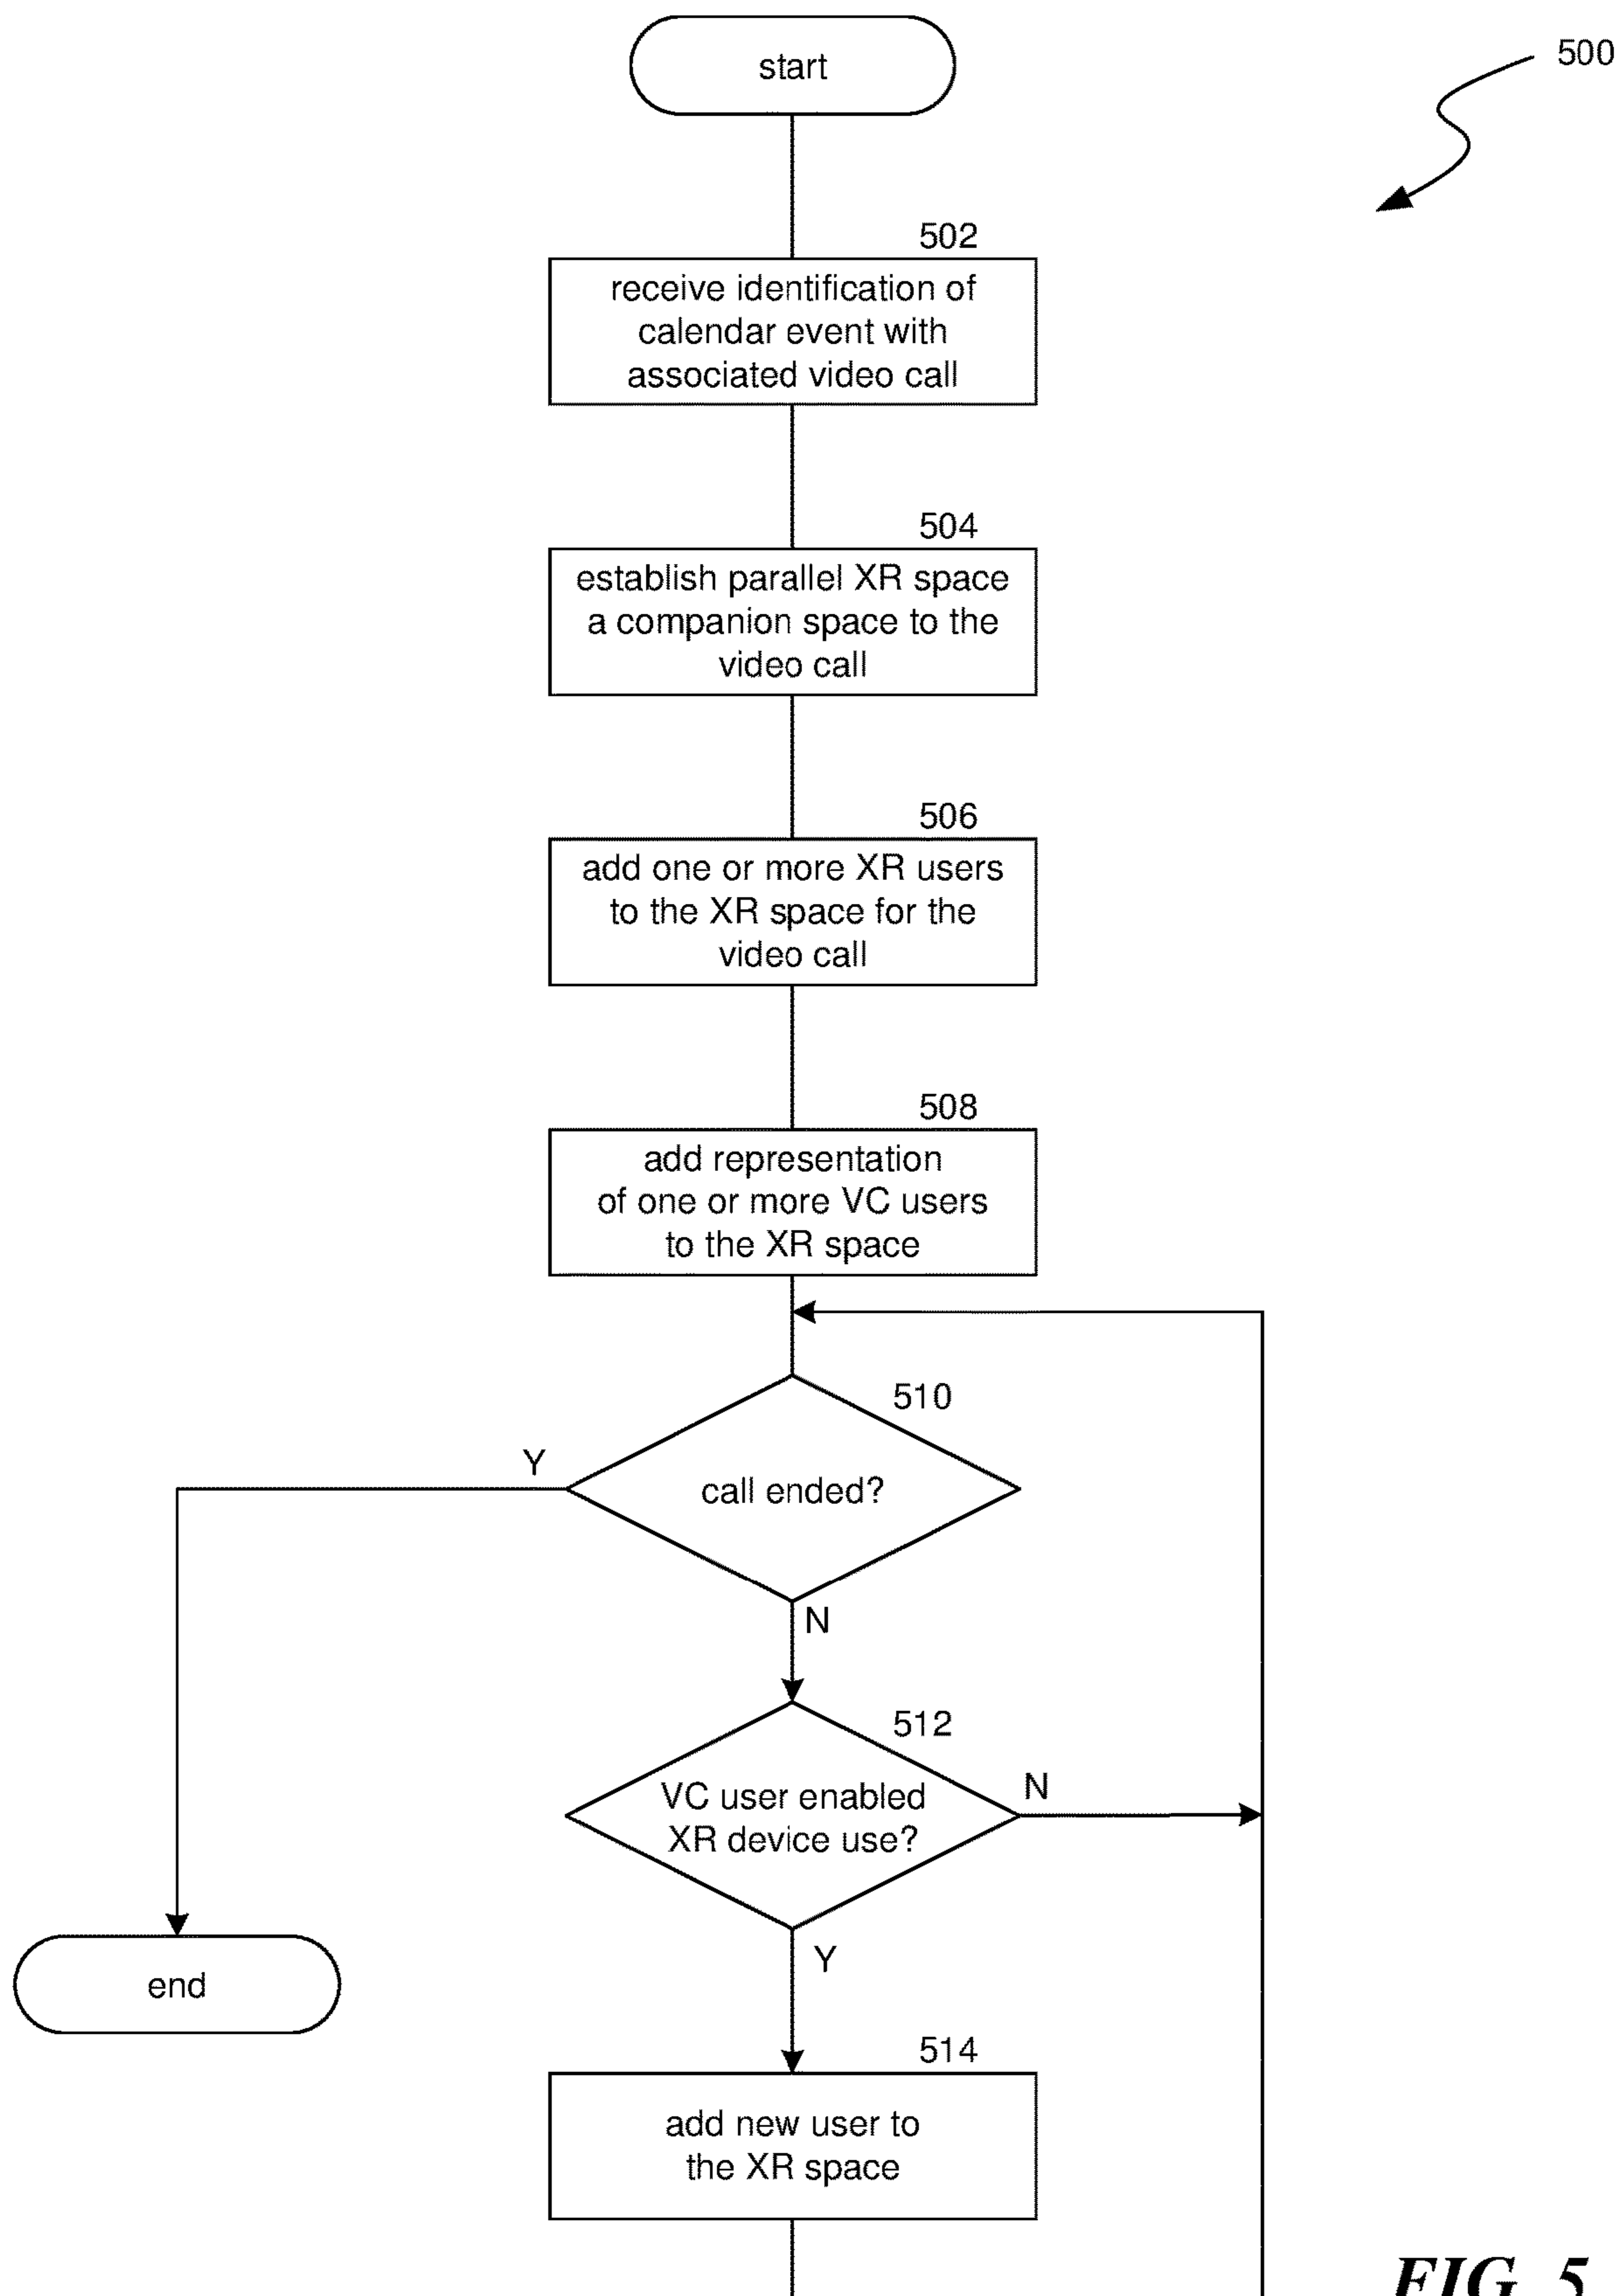 start
500
502
receive identification of
calendar event with
associated video call
504
establish parallel XR space
a companion space to the
video call
506
add one or more XR users
to the XR space for the
video call
508
add representation
of one or more VC users
to the XR space
510
Y
call ended?
N
512
VC user enabled
XR device use?
N
Y
end
514
add new user to
the XR space
FIG. 5